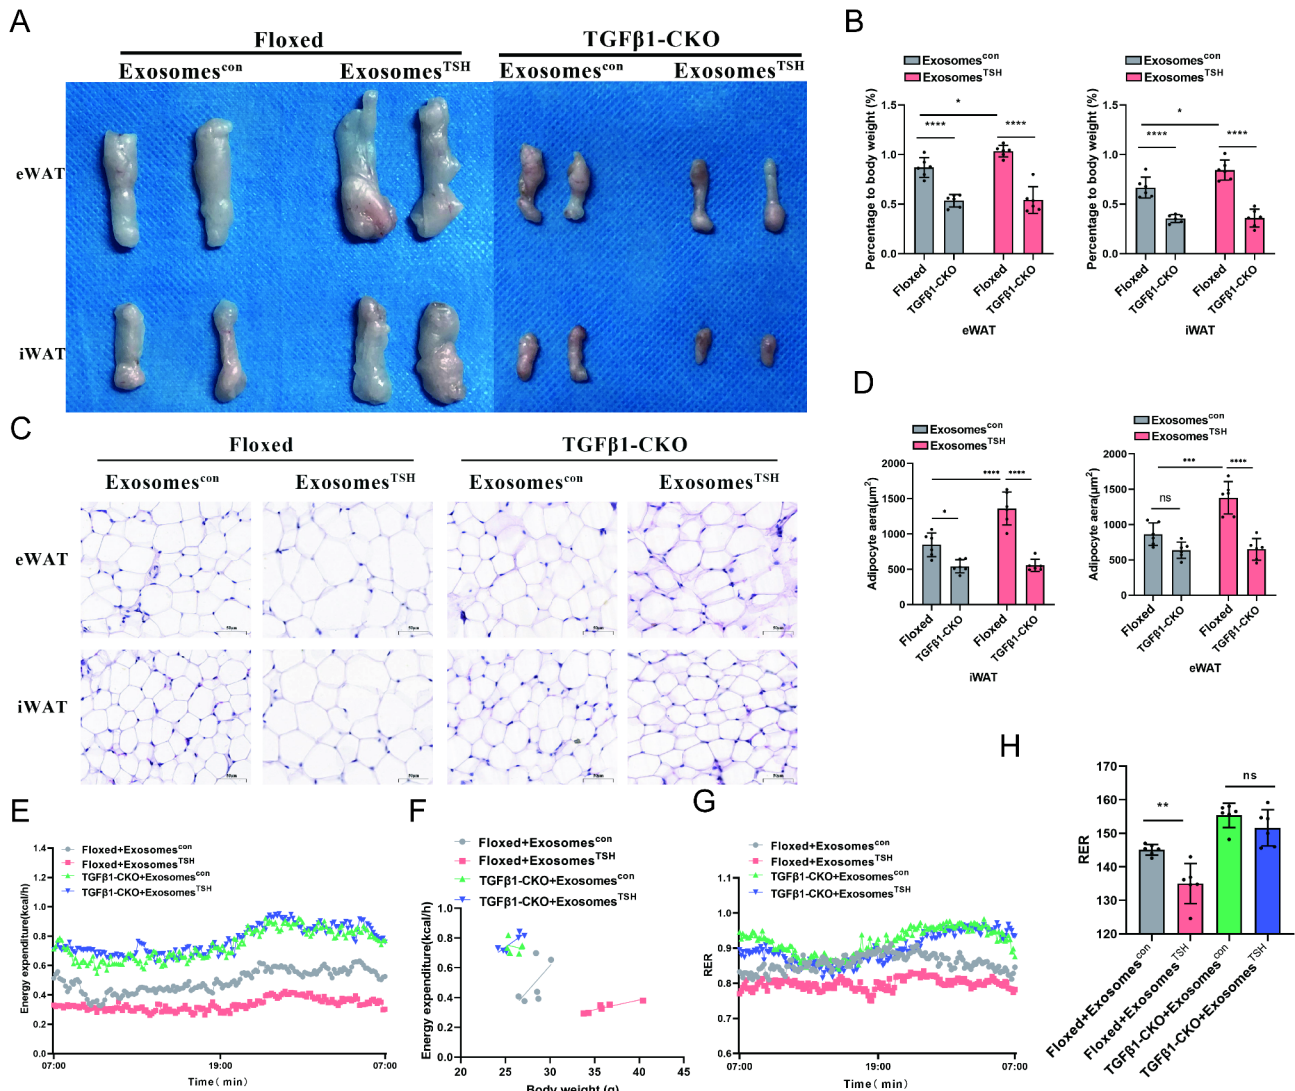 A
Floxed
TGFβ1-CKO
Exosomes^con
Exosomes^TSH
Exosomes^con
Exosomes^TSH
eWAT
iWAT
B
Exosomes^con
Exosomes^TSH
Percentage to body weight (%)
1.5
1.0
0.5
0.0
*
****
****
Floxed
TGFβ1-CKO
Floxed
TGFβ1-CKO
eWAT
Exosomes^con
Exosomes^TSH
Percentage to body weight (%)
1.5
1.0
0.5
0.0
*
****
****
Floxed
TGFβ1-CKO
Floxed
TGFβ1-CKO
iWAT
C
Floxed
TGFβ1-CKO
Exosomes^con
Exosomes^TSH
Exosomes^con
Exosomes^TSH
eWAT
50μm
50μm
50μm
50μm
iWAT
50μm
50μm
50μm
50μm
D
Exosomes^con
Exosomes^TSH
Adipocyte aera(μm²)
2000
1500
1000
500
0
*
****
****
Floxed
TGFβ1-CKO
Floxed
TGFβ1-CKO
iWAT
Exosomes^con
Exosomes^TSH
Adipocyte aera(μm²)
2000
1500
1000
500
0
ns
***
****
Floxed
TGFβ1-CKO
Floxed
TGFβ1-CKO
eWAT
E
Floxed+Exosomes^con
Floxed+Exosomes^TSH
TGFβ1-CKO+Exosomes^con
TGFβ1-CKO+Exosomes^TSH
Energy expenditure(kcal/h)
1.4
1.2
1.0
0.8
0.6
0.4
0.2
0.0
07:00
19:00
07:00
Time( min)
F
Floxed+Exosomes^con
Floxed+Exosomes^TSH
TGFβ1-CKO+Exosomes^con
TGFβ1-CKO+Exosomes^TSH
Energy expenditure(kcal/h)
1.0
0.8
0.6
0.4
0.2
0.0
20
25
30
35
40
45
Body weight (g)
G
Floxed+Exosomes^con
Floxed+Exosomes^TSH
TGFβ1-CKO+Exosomes^con
TGFβ1-CKO+Exosomes^TSH
RER
1.1
1.0
0.9
0.8
0.7
0.6
07:00
19:00
07:00
Time( min)
H
RER
170
160
150
140
130
120
**
ns
Floxed+Exosomes^con
Floxed+Exosomes^TSH
TGFβ1-CKO+Exosomes^con
TGFβ1-CKO+Exosomes^TSH